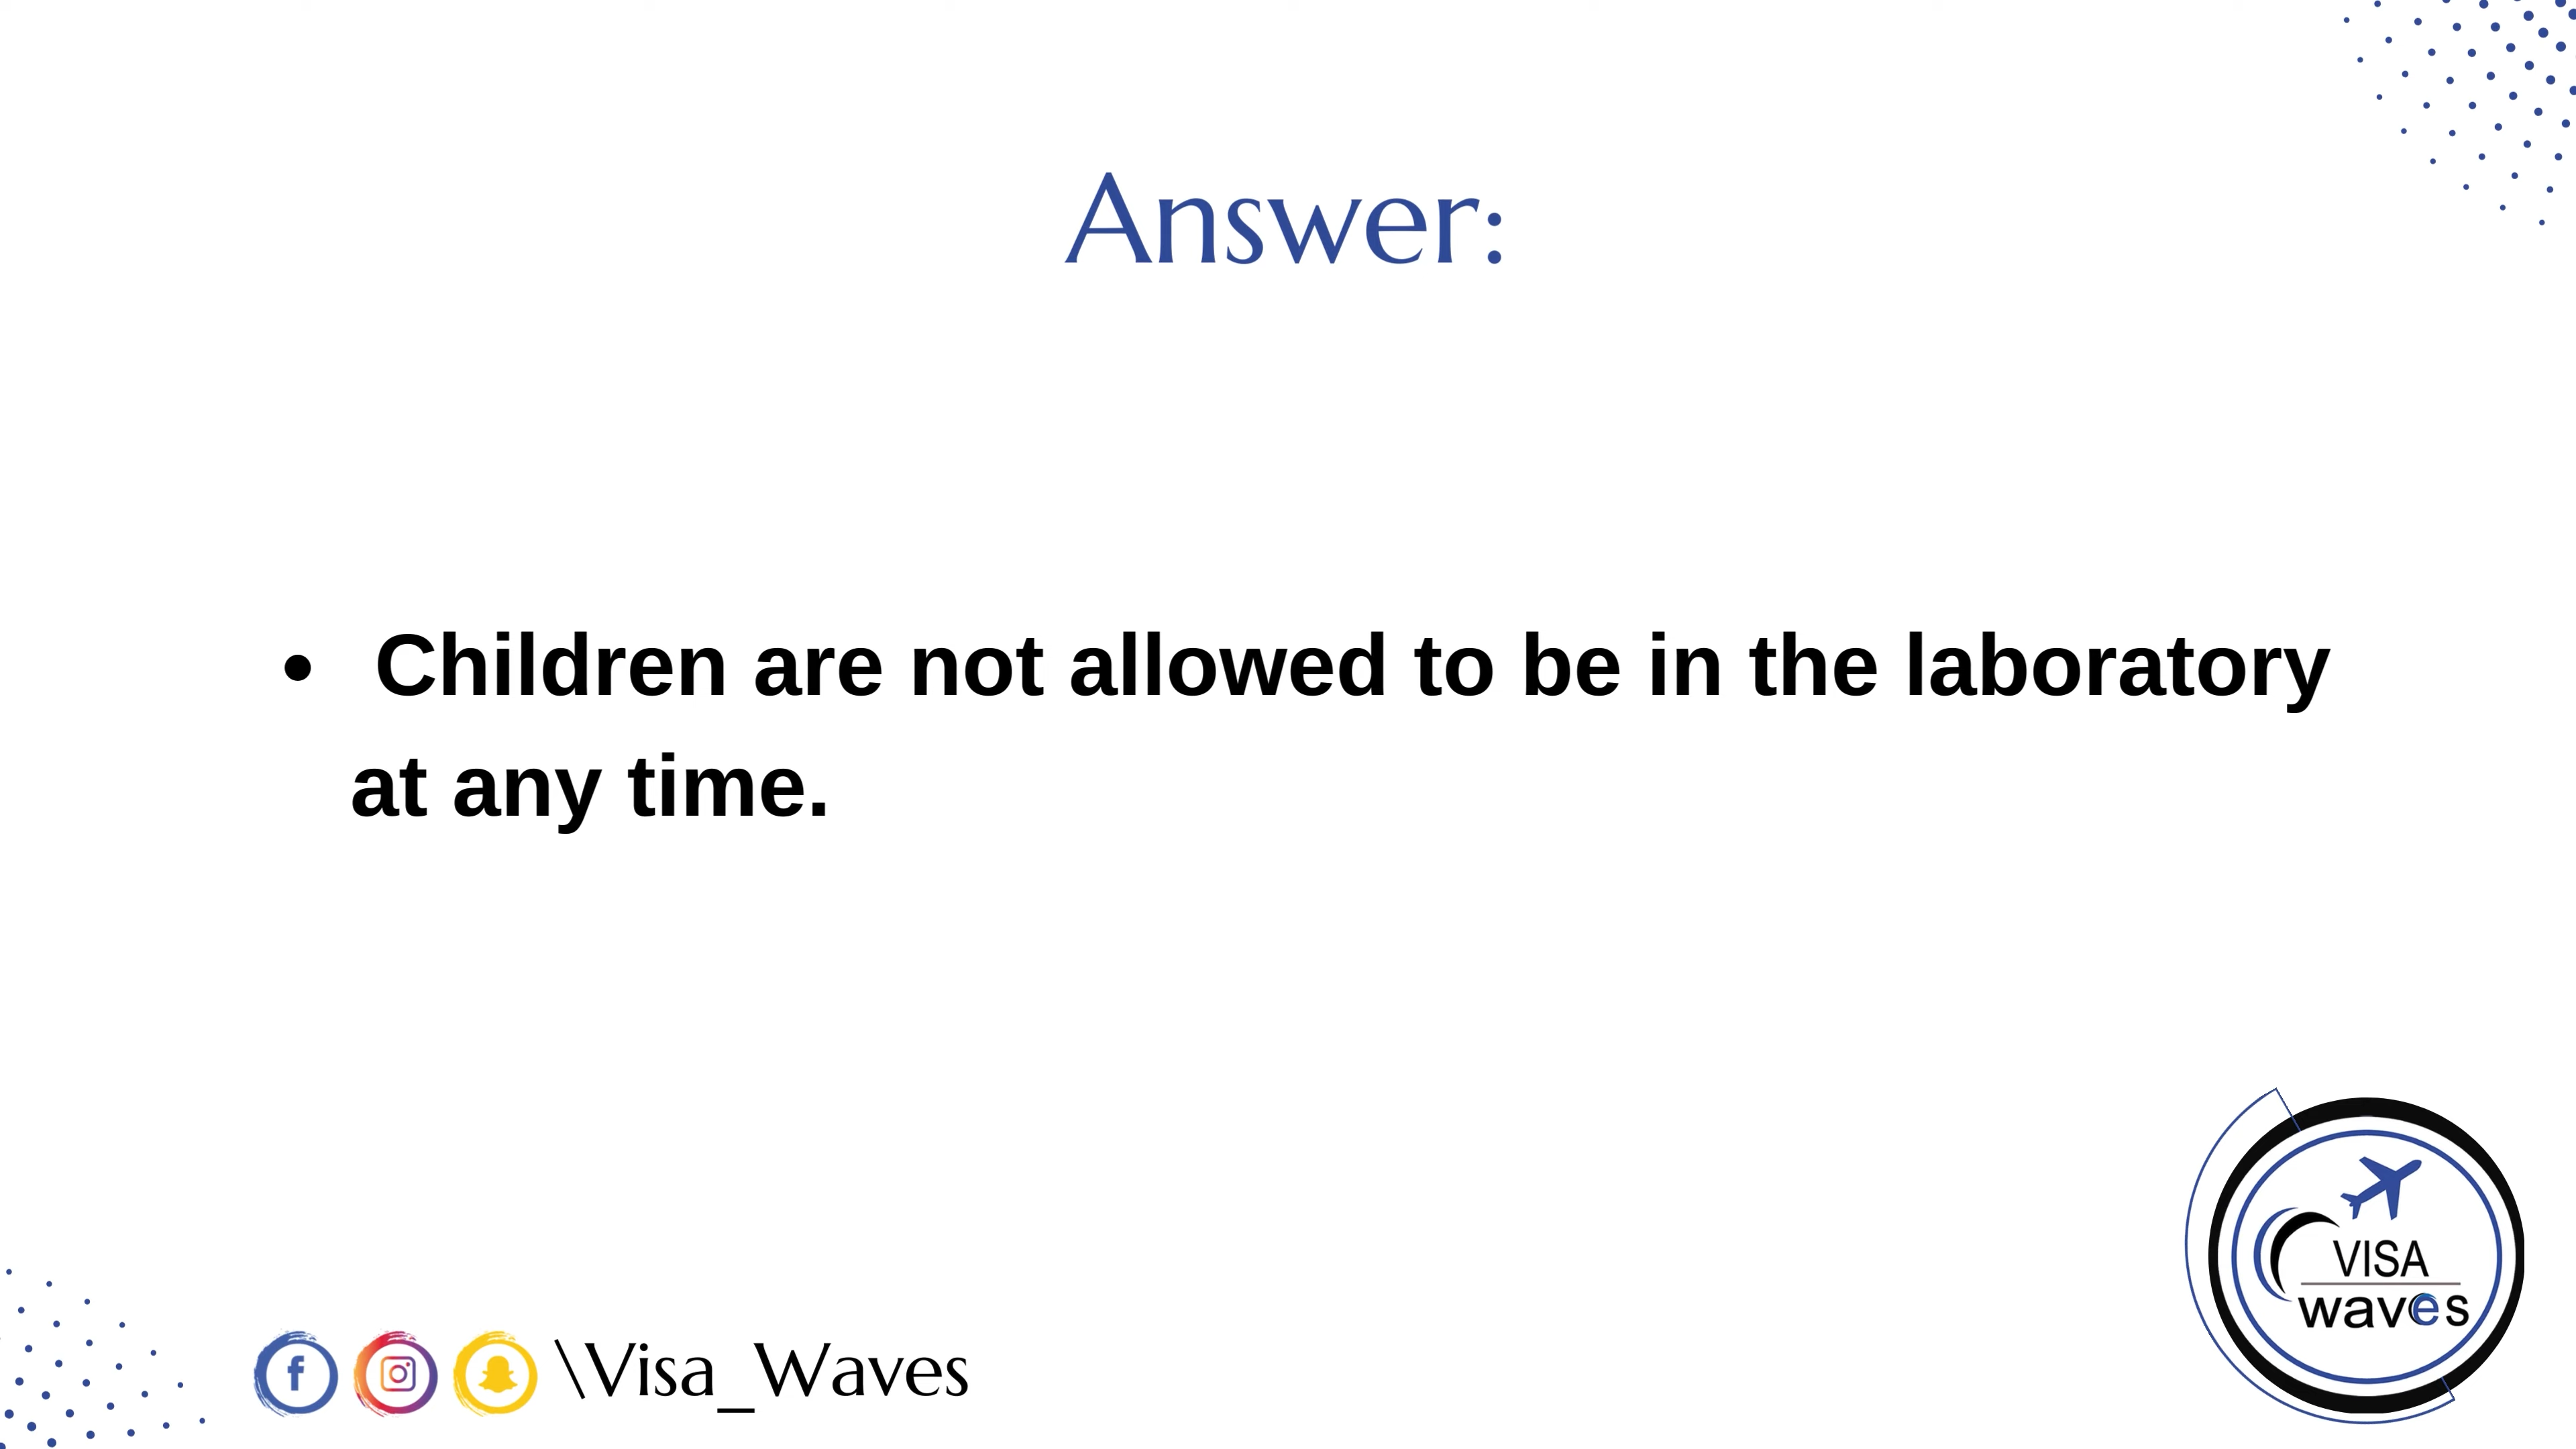 Answer:
• Children are not allowed to be in the laboratory
at any time.
\Visa_Waves
VISA
waves